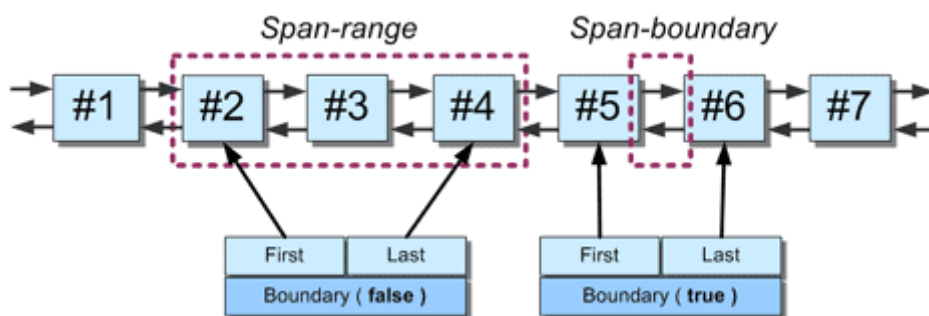 Span-range Span-boundary
#1 #2 #3 #4 #5 #6 #7
First Last First Last
Boundary ( false ) Boundary ( true )